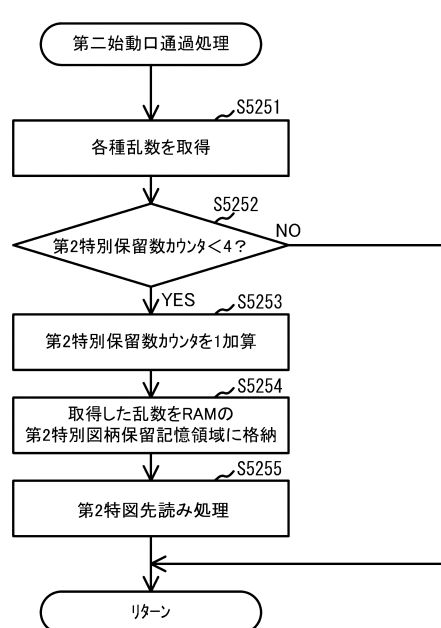 第二始動口通過処理
S5251
各種乱数を取得
S5252
第2特別保留数カウンタ<4?
NO
YES
S5253
第2特別保留数カウンタを1加算
S5254
取得した乱数をRAMの
第2特別図柄保留記憶領域に格納
S5255
第2特図先読み処理
リターン